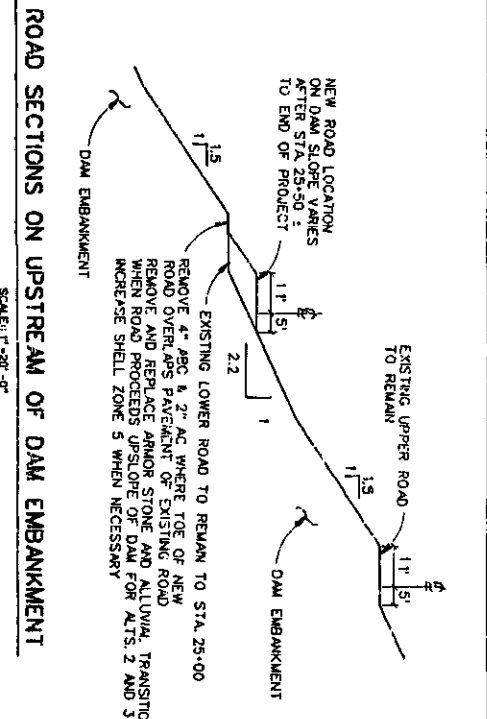 EXISTING UPPER ROAD
TO REMAIN
11' 5'
1.5
1
DAM EMBANKMENT
NEW ROAD LOCATION
ON DAM SLOPE VARIES
AFTER STA. 25+50 ±
TO END OF PROJECT
11' 5'
2.2
1
1.5
1
EXISTING LOWER ROAD TO REMAIN TO STA. 25+00
REMOVE 4" ABC & 2" AC WHERE TOE OF NEW
ROAD OVERLAPS PAVEMENT OF EXISTING ROAD
REMOVE AND REPLACE ARMOR STONE AND ALLUVIAL TRANSITIO
WHEN ROAD PROCEEDS UPSLOPE OF DAM FOR ALTS. 2 AND 3
INCREASE SHELL ZONE 5 WHEN NECESSARY
DAM EMBANKMENT
ROAD SECTIONS ON UPSTREAM OF DAM EMBANKMENT
SCALE: 1"=20'-0"